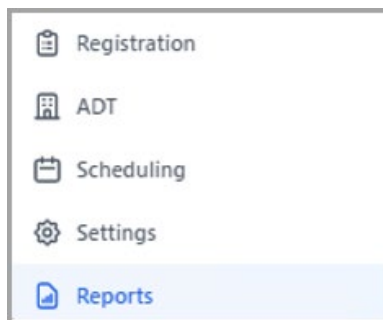 Registration
ADT
Scheduling
Settings
Reports